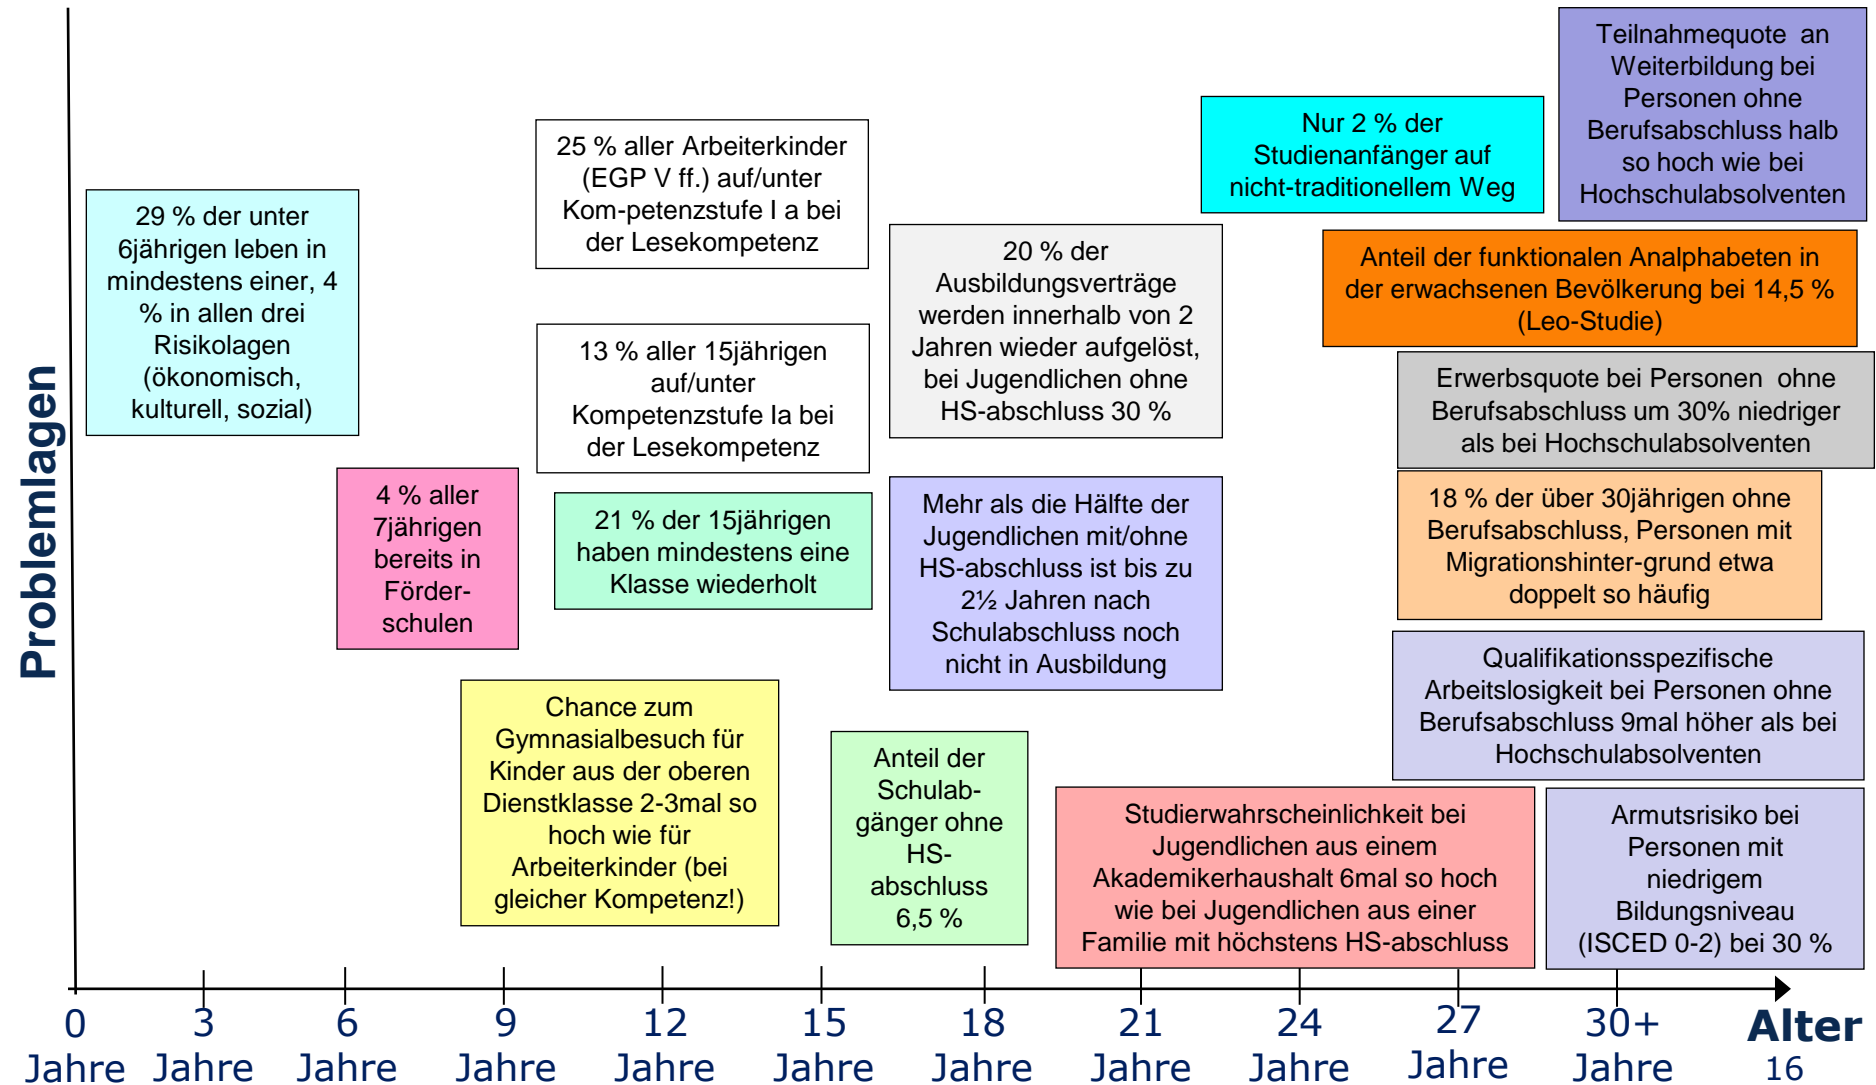 Problemlagen
29 % der unter
6jährigen leben in
mindestens einer, 4
% in allen drei
Risikolagen
(ökonomisch,
kulturell, sozial)
4 % aller
7jährigen
bereits in
Förder-
schulen
25 % aller Arbeiterkinder
(EGP V ff.) auf/unter
Kom-petenzstufe I a bei
der Lesekompetenz
13 % aller 15jährigen
auf/unter
Kompetenzstufe Ia bei
der Lesekompetenz
21 % der 15jährigen
haben mindestens eine
Klasse wiederholt
Chance zum
Gymnasialbesuch für
Kinder aus der oberen
Dienstklasse 2-3mal so
hoch wie für
Arbeiterkinder (bei
gleicher Kompetenz!)
Anteil der
Schulab-
gänger ohne
HS-
abschluss
6,5 %
20 % der
Ausbildungsverträge
werden innerhalb von 2
Jahren wieder aufgelöst,
bei Jugendlichen ohne
HS-abschluss 30 %
Mehr als die Hälfte der
Jugendlichen mit/ohne
HS-abschluss ist bis zu
2½ Jahren nach
Schulabschluss noch
nicht in Ausbildung
Nur 2 % der
Studienanfänger auf
nicht-traditionellem Weg
Studierwahrscheinlichkeit bei
Jugendlichen aus einem
Akademikerhaushalt 6mal so hoch
wie bei Jugendlichen aus einer
Familie mit höchstens HS-abschluss
Teilnahmequote an
Weiterbildung bei
Personen ohne
Berufsabschluss halb
so hoch wie bei
Hochschulabsolventen
Anteil der funktionalen Analphabeten in
der erwachsenen Bevölkerung bei 14,5 %
(Leo-Studie)
Erwerbsquote bei Personen ohne
Berufsabschluss um 30% niedriger
als bei Hochschulabsolventen
18 % der über 30jährigen ohne
Berufsabschluss, Personen mit
Migrationshinter-grund etwa
doppelt so häufig
Qualifikationsspezifische
Arbeitslosigkeit bei Personen ohne
Berufsabschluss 9mal höher als bei
Hochschulabsolventen
Armutsrisiko bei
Personen mit
niedrigem
Bildungsniveau
(ISCED 0-2) bei 30 %
0 3 6 9 12 15 18 21 24 27 30+ Alter
Jahre Jahre Jahre Jahre Jahre Jahre Jahre Jahre Jahre Jahre Jahre 16